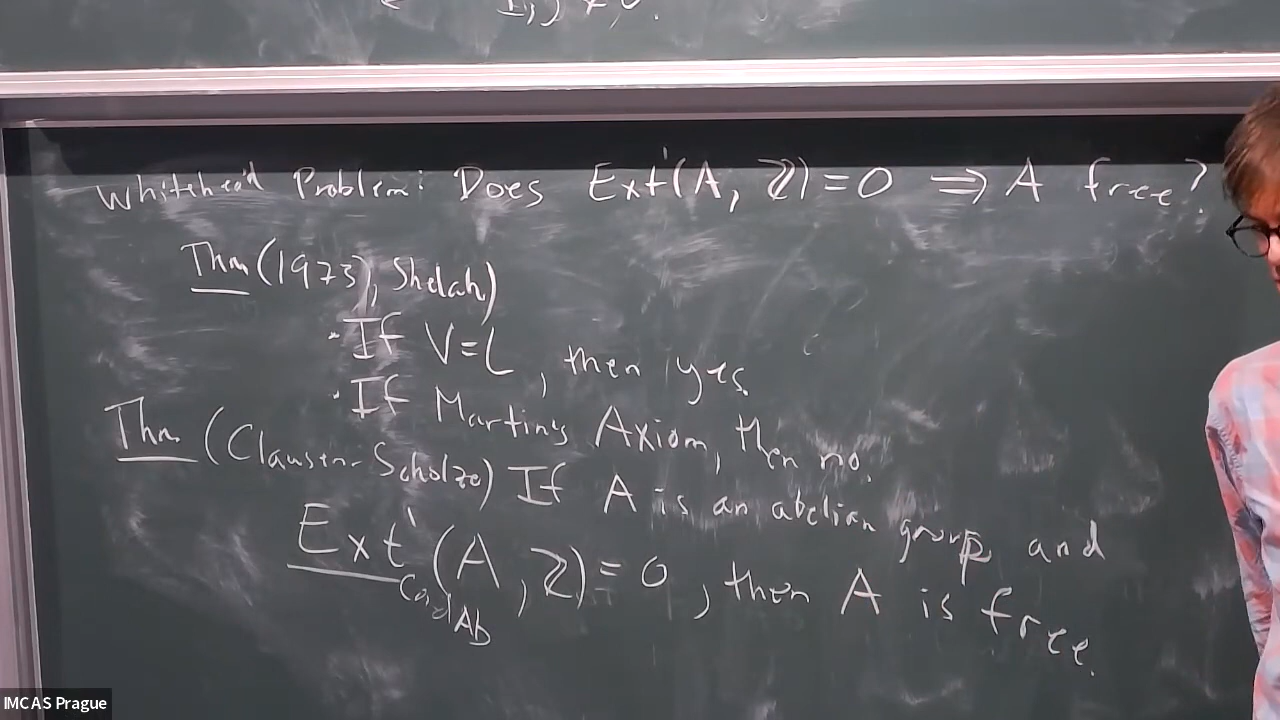 Whitehead Problem: Does Ext¹(A, ℤ) = 0 ⇒ A free?
Thm (1973), Shelah)
· If V=L, then yes.
· If Martin's Axiom, then no.
Thm (Clausen-Scholze) If A is an abelian group and
Ext¹_CondAb (A, ℤ) = 0, then A is free.
IMCAS Prague